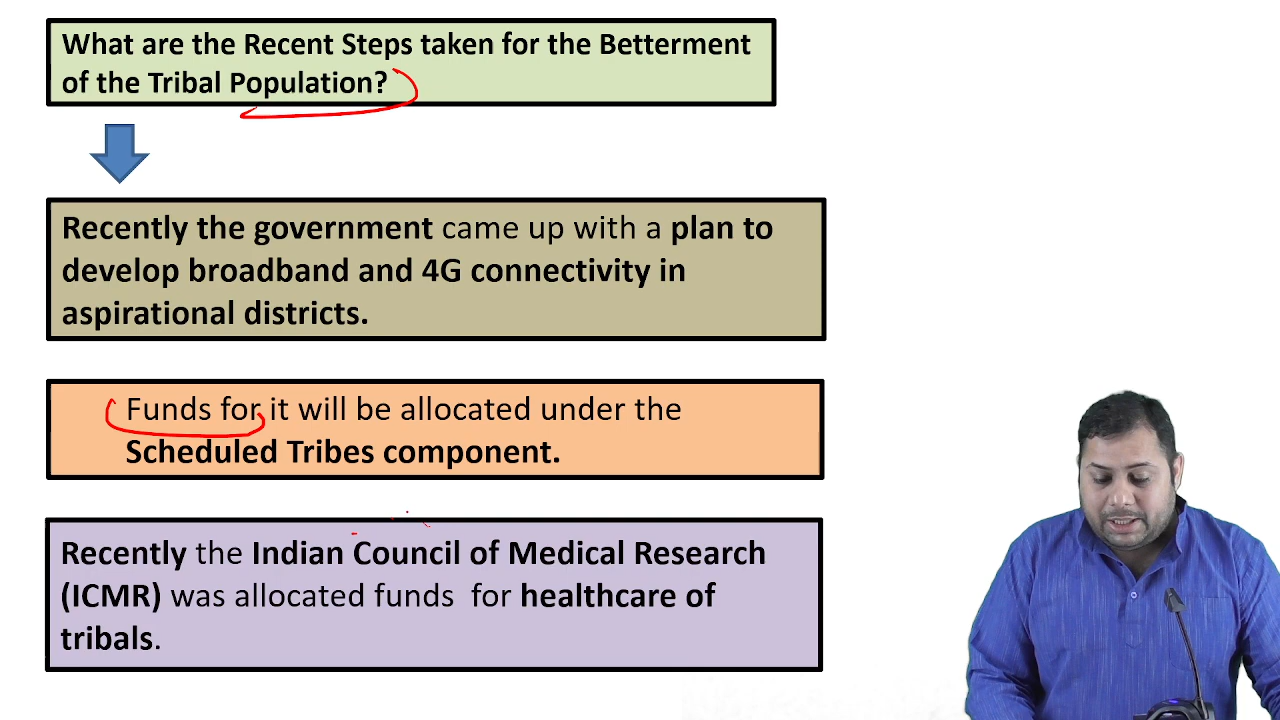 What are the Recent Steps taken for the Betterment
of the Tribal Population?
Recently the government came up with a plan to
develop broadband and 4G connectivity in
aspirational districts.
Funds for it will be allocated under the
Scheduled Tribes component.
Recently the Indian Council of Medical Research
(ICMR) was allocated funds for healthcare of
tribals.